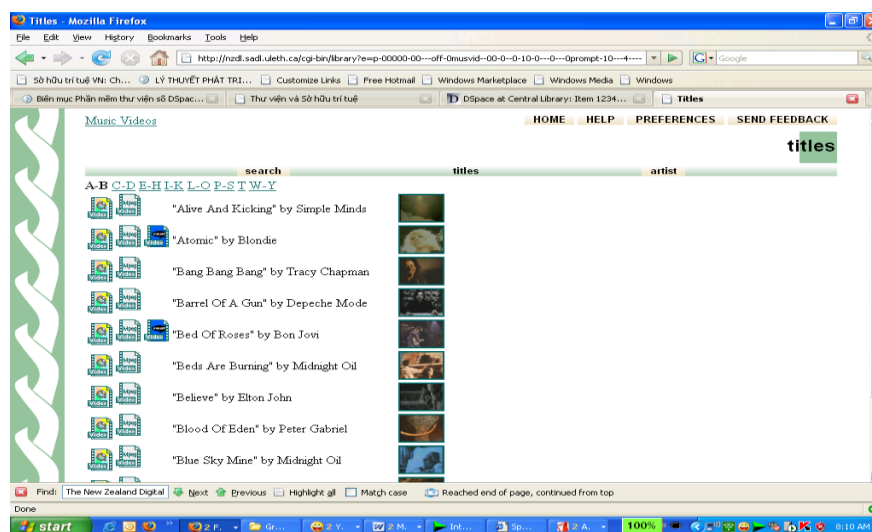 Titles - Mozilla Firefox
File Edit View History Bookmarks Tools Help
http://nzdl.sadl.uleth.ca/cgi-bin/library?e=p-00000-00---off-0musvid--00-0--0-10-0---0---0prompt-10---4----
Google
Sở hữu trí tuệ VN: Ch... LÝ THUYẾT PHÁT TRI... Customize Links Free Hotmail Windows Marketplace Windows Media Windows
Biên mục Phần mềm thư viện số DSpac... Thư viện và Sở hữu trí tuệ DSpace at Central Library: Item 1234... Titles
Music Videos HOME HELP PREFERENCES SEND FEEDBACK
titles
search titles artist
A-B C-D E-H I-K L-O P-S T W-Y
"Alive And Kicking" by Simple Minds
"Atomic" by Blondie
"Bang Bang Bang" by Tracy Chapman
"Barrel Of A Gun" by Depeche Mode
"Bed Of Roses" by Bon Jovi
"Beds Are Burning" by Midnight Oil
"Believe" by Elton John
"Blood Of Eden" by Peter Gabriel
"Blue Sky Mine" by Midnight Oil
Find: The New Zealand Digital Next Previous Highlight all Match case Reached end of page, continued from top
Done
start 2 F. Gr... 2 Y. 2 M. Int... Sp... 2 A. 100% 8:10 AM